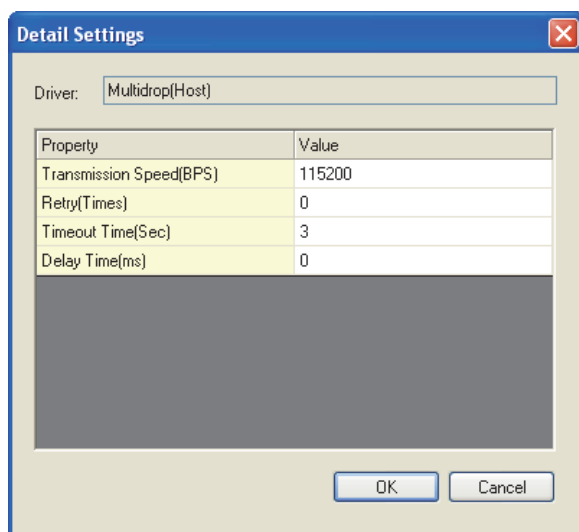 Detail Settings
Driver: Multidrop(Host)
Property Value
Transmission Speed(BPS) 115200
Retry(Times) 0
Timeout Time(Sec) 3
Delay Time(ms) 0
OK Cancel